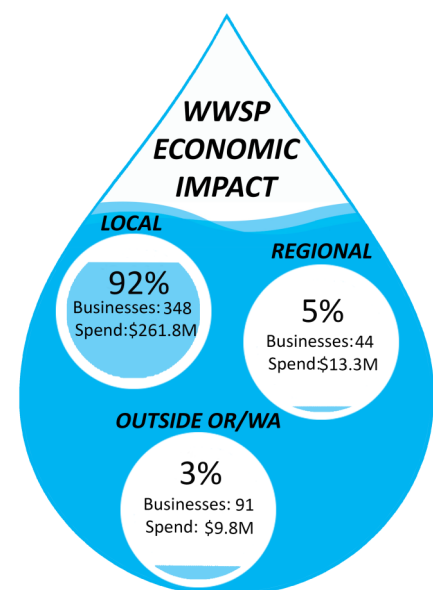 WWSP
ECONOMIC
IMPACT
LOCAL
92%
Businesses: 348
Spend:$261.8M
REGIONAL
5%
Businesses:44
Spend:$13.3M
OUTSIDE OR/WA
3%
Businesses: 91
Spend: $9.8M